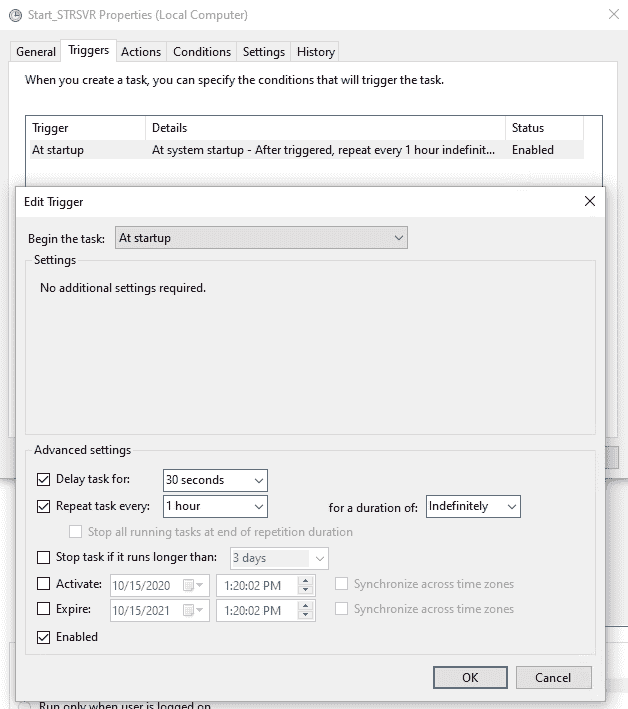 Start_STRSVR Properties (Local Computer)
General Triggers Actions Conditions Settings History
When you create a task, you can specify the conditions that will trigger the task.
Trigger Details Status
At startup At system startup - After triggered, repeat every 1 hour indefinit... Enabled
Edit Trigger
Begin the task: At startup
Settings
No additional settings required.
Advanced settings
Delay task for: 30 seconds
Repeat task every: 1 hour for a duration of: Indefinitely
Stop all running tasks at end of repetition duration
Stop task if it runs longer than: 3 days
Activate: 10/15/2020 1:20:02 PM Synchronize across time zones
Expire: 10/15/2021 1:20:02 PM Synchronize across time zones
Enabled
OK Cancel
Run only when user is logged on